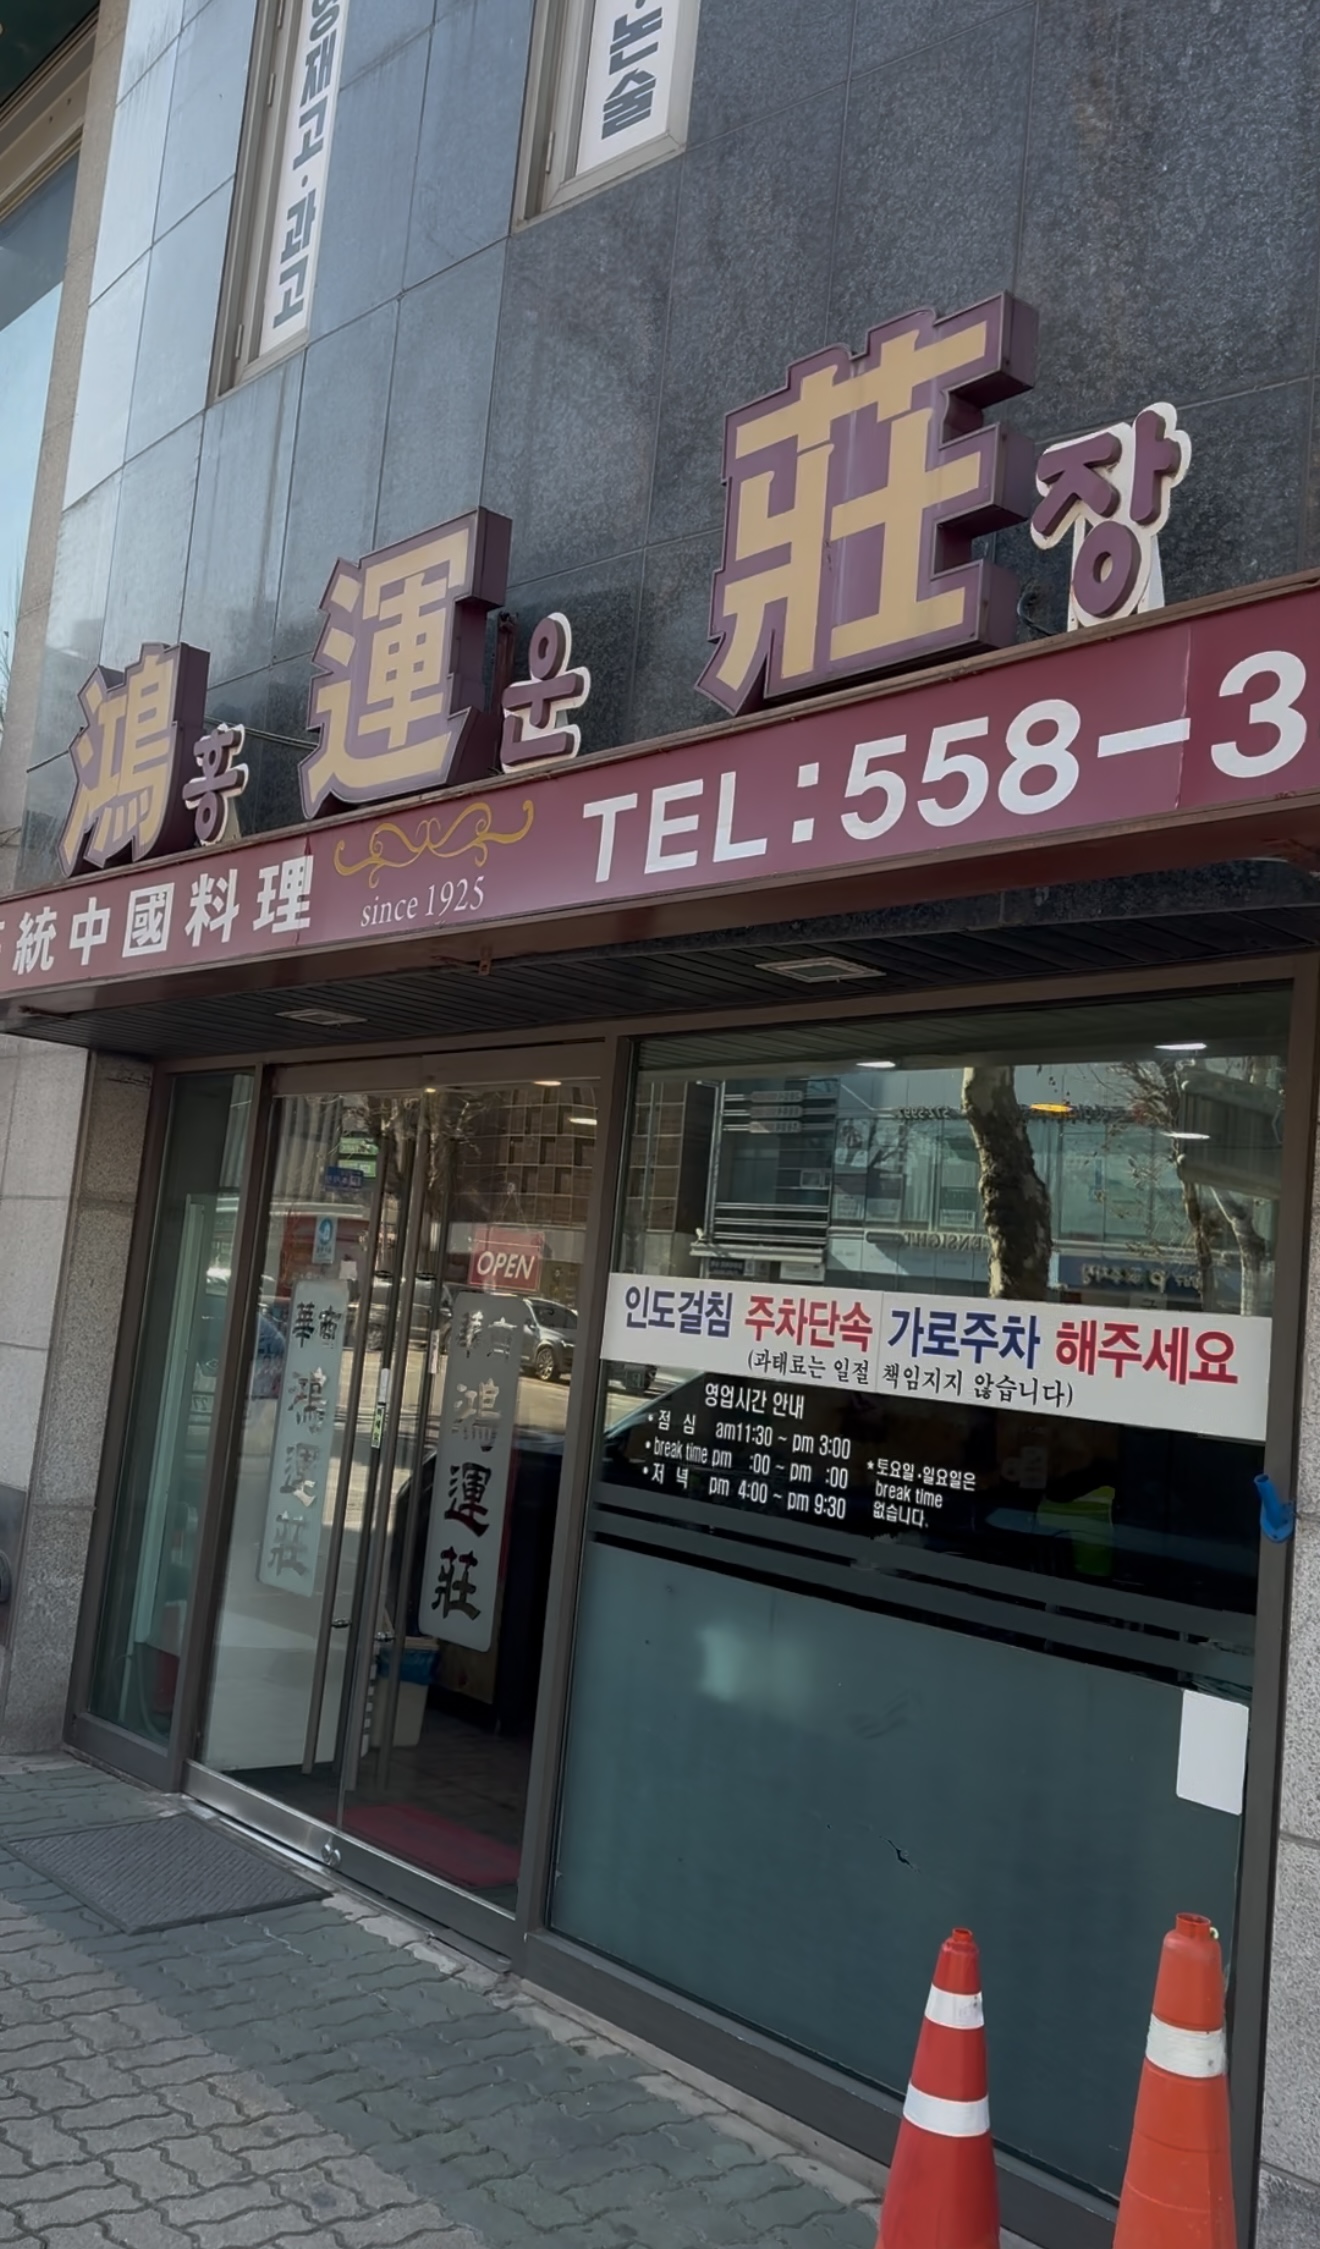 영재고·과고
·논술
鴻홍 運운 莊장
統中國料理 since 1925 TEL:558-3
OPEN
鴻運莊
鴻運莊
인도걸침 주차단속 가로주차 해주세요
(과태료는 일절 책임지지 않습니다)
영업시간 안내
*점 심 am11:30 ~ pm 3:00
*break time pm :00 ~ pm :00
*저 녁 pm 4:00 ~ pm 9:30
*토요일·일요일은
break time
없습니다.